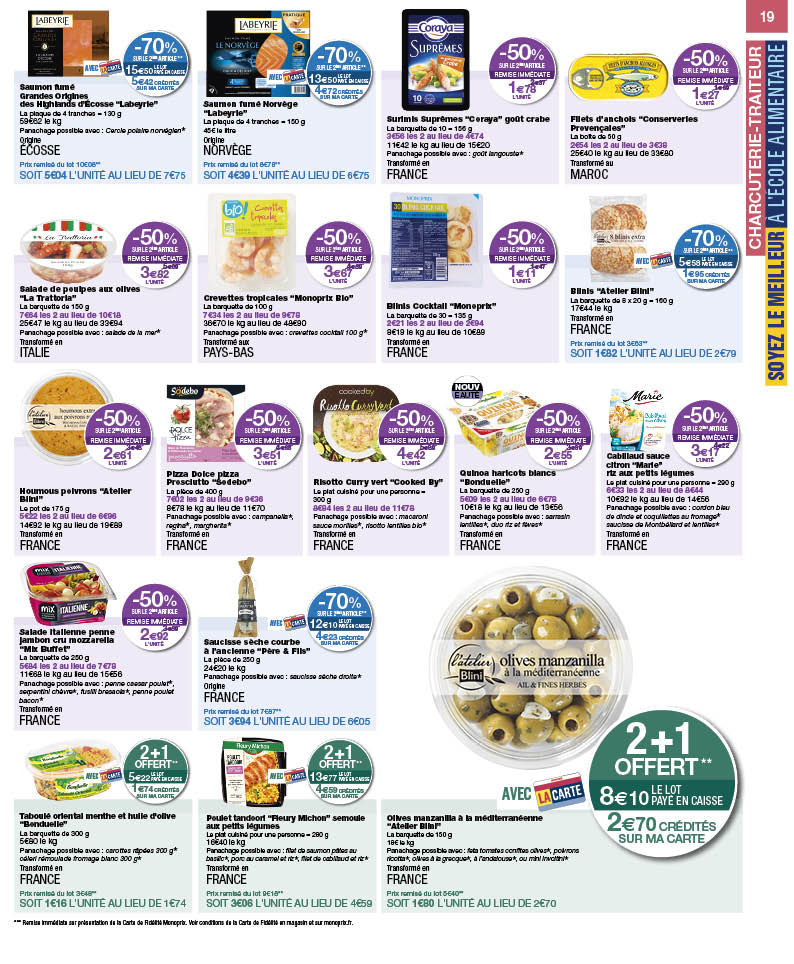 19
CHARCUTERIE-TRAITEUR
SOYEZ LE MEILLEUR À L'ÉCOLE ALIMENTAIRE
LABEYRIE
-70%
SUR LE 2ÈME ARTICLE**
AVEC LA CARTE
LE LOT
15€50 PAYÉ EN CAISSE
5€42 CRÉDITÉS
SUR MA CARTE
Saumon fumé
Grandes Origines
des Highlands d'Écosse "Labeyrie"
La plaque de 4 tranches = 130 g
59€62 le kg
Panachage possible avec : Cercle polaire norvégien*
Origine
ÉCOSSE
Prix remisé du lot 10€08**
SOIT 5€04 L'UNITÉ AU LIEU DE 7€75
LABEYRIE
LE NORVÈGE
PRATIQUE
-70%
SUR LE 2ÈME ARTICLE**
AVEC LA CARTE
LE LOT
13€50 PAYÉ EN CAISSE
4€72 CRÉDITÉS
SUR MA CARTE
Saumon fumé Norvège
"Labeyrie"
La plaque de 4 tranches = 150 g
45€ le litre
Origine
NORVÈGE
Prix remisé du lot 8€78**
SOIT 4€39 L'UNITÉ AU LIEU DE 6€75
Coraya
SUPRÊMES
10
-50%
SUR LE 2ÈME ARTICLE
REMISE IMMÉDIATE
1€78
L'UNITÉ
Surimis Suprêmes "Coraya" goût crabe
La barquette de 10 = 156 g
3€56 les 2 au lieu de 4€74
11€42 le kg au lieu de 15€20
Panachage possible avec : goût langouste*
Transformé en
FRANCE
-50%
SUR LE 2ÈME ARTICLE
REMISE IMMÉDIATE
1€27
L'UNITÉ
Filets d'anchois "Conserveries
Provençales"
La boîte de 50 g
2€54 les 2 au lieu de 3€38
25€40 le kg au lieu de 33€80
Transformé au
MAROC
La Trattoria
-50%
SUR LE 2ÈME ARTICLE
REMISE IMMÉDIATE
3€82
L'UNITÉ
Salade de poulpes aux olives
"La Trattoria"
La barquette de 150 g
7€64 les 2 au lieu de 10€18
25€47 le kg au lieu de 33€94
Panachage possible avec : salade de la mer*
Transformé en
ITALIE
bio!
Crevettes tropicales
-50%
SUR LE 2ÈME ARTICLE
REMISE IMMÉDIATE
3€67
L'UNITÉ
Crevettes tropicales "Monoprix Bio"
La barquette de 100 g
7€34 les 2 au lieu de 9€78
36€70 le kg au lieu de 48€90
Panachage possible avec : crevettes cocktail 100 g*
Transformé aux
PAYS-BAS
MONOPRIX
30 BLINIS COCKTAIL
-50%
SUR LE 2ÈME ARTICLE
REMISE IMMÉDIATE
1€47
1€11
L'UNITÉ
Blinis Cocktail "Monoprix"
La barquette de 30 = 135 g
2€21 les 2 au lieu de 2€94
8€19 le kg au lieu de 10€89
Transformé en
FRANCE
8 blinis extra
-70%
SUR LE 2ÈME ARTICLE**
AVEC LA CARTE
LE LOT
5€58 PAYÉ EN CAISSE
1€95 CRÉDITÉS
SUR MA CARTE
Blinis "Atelier Blini"
La barquette de 8 x 20 g = 160 g
17€44 le kg
Transformé en
FRANCE
Prix remisé du lot 3€63**
SOIT 1€82 L'UNITÉ AU LIEU DE 2€79
l'atelier Blini
houmous extra
aux poivrons
-50%
SUR LE 2ÈME ARTICLE
REMISE IMMÉDIATE
2€61
L'UNITÉ
Houmous poivrons "Atelier
Blini"
Le pot de 175 g
5€22 les 2 au lieu de 6€96
14€92 le kg au lieu de 19€89
Transformé en
FRANCE
Sodebo
DOLCE
Pizza
prosciutto
-50%
SUR LE 2ÈME ARTICLE
REMISE IMMÉDIATE
4€68
3€51
L'UNITÉ
Pizza Dolce pizza
Presciutto "Sodebo"
La pièce de 400 g
7€02 les 2 au lieu de 9€36
8€78 le kg au lieu de 11€70
Panachage possible avec : campanella*,
regina*, margherita*
Transformé en
FRANCE
cookedby
Risotto Curry Vert
-50%
SUR LE 2ÈME ARTICLE
REMISE IMMÉDIATE
5€89
4€42
L'UNITÉ
Risotto Curry vert "Cooked By"
Le plat cuisiné pour une personne =
300 g
8€84 les 2 au lieu de 11€78
Panachage possible avec : macaroni
sauce morilles*, risotto lentilles bio*
Transformé en
FRANCE
NOUV
EAUTÉ
QUINOA
-50%
SUR LE 2ÈME ARTICLE
REMISE IMMÉDIATE
2€55
L'UNITÉ
Quinoa haricots blancs
"Bonduelle"
La barquette de 250 g
5€09 les 2 au lieu de 6€78
10€18 le kg au lieu de 13€56
Panachage possible avec : sarrasin
lentilles*, duo riz et fèves*
Transformé en
FRANCE
Marie
-50%
SUR LE 2ÈME ARTICLE
REMISE IMMÉDIATE
4€22
3€17
L'UNITÉ
Cabillaud sauce
citron "Marie"
riz aux petits légumes
Le plat cuisiné pour une personne = 290 g
6€33 les 2 au lieu de 8€44
10€92 le kg au lieu de 14€56
Panachage possible avec : cordon bleu
de dinde et coquillettes au fromage*
saucisse de Montbéliard et lentilles*
Transformé en
FRANCE
mix
ITALIENNE
-50%
SUR LE 2ÈME ARTICLE
REMISE IMMÉDIATE
2€92
L'UNITÉ
Salade italienne penne
jambon cru mozzarella
"Mix Buffet"
La barquette de 250 g
5€84 les 2 au lieu de 7€78
11€68 le kg au lieu de 15€56
Panachage possible avec : penne caesar poulet*,
serpentini chèvre*, fusilli bresaola*, penne poulet
bacon*
Transformé en
FRANCE
-70%
SUR LE 2ÈME ARTICLE**
AVEC LA CARTE
LE LOT
12€10 PAYÉ EN CAISSE
4€23 CRÉDITÉS
SUR MA CARTE
Saucisse sèche courbe
à l'ancienne "Père & Fils"
La pièce de 250 g
24€20 le kg
Panachage possible avec : saucisse sèche droite*
Origine
FRANCE
Prix remisé du lot 7€87**
SOIT 3€94 L'UNITÉ AU LIEU DE 6€05
l'atelier
Blini
olives manzanilla
à la méditerranéenne
AIL & FINES HERBES
2+1
OFFERT**
AVEC LA CARTE
8€10 LE LOT
PAYÉ EN CAISSE
2€70 CRÉDITÉS
SUR MA CARTE
Olives manzanilla à la méditerranéenne
"Atelier Blini"
La barquette de 150 g
18€ le kg
Panachage possible avec : feta tomates confites olives*, poivrons
ricotta*, olives à la grecque*, à l'andalouse*, ou mini involtini*
Transformé en
FRANCE
Prix remisé du lot 5€40**
SOIT 1€80 L'UNITÉ AU LIEU DE 2€70
Bonduelle
2+1
OFFERT**
AVEC LA CARTE
LE LOT
5€22 PAYÉ EN CAISSE
1€74 CRÉDITÉS
SUR MA CARTE
Taboulé oriental menthe et huile d'olive
"Bonduelle"
La barquette de 300 g
5€80 le kg
Panachage possible avec : carottes râpées 300 g*
céleri rémoulade fromage blanc 300 g*
Transformé en
FRANCE
Prix remisé du lot 3€48**
SOIT 1€16 L'UNITÉ AU LIEU DE 1€74
Fleury Michon
POULET
TANDOORI
2+1
OFFERT**
AVEC LA CARTE
LE LOT
13€77 PAYÉ EN CAISSE
4€59 CRÉDITÉS
SUR MA CARTE
Poulet tandoori "Fleury Michon" semoule
aux petits légumes
Le plat cuisiné pour une personne = 280 g
16€40 le kg
Panachage possible avec : filet de saumon pâtes au
basilic*, porc au caramel et riz*, filet de cabillaud et riz*
Transformé en
FRANCE
Prix remisé du lot 9€18**
SOIT 3€06 L'UNITÉ AU LIEU DE 4€59
*** Remise immédiate sur présentation de la Carte de Fidélité Monoprix. Voir conditions de la Carte de Fidélité en magasin et sur monoprix.fr.